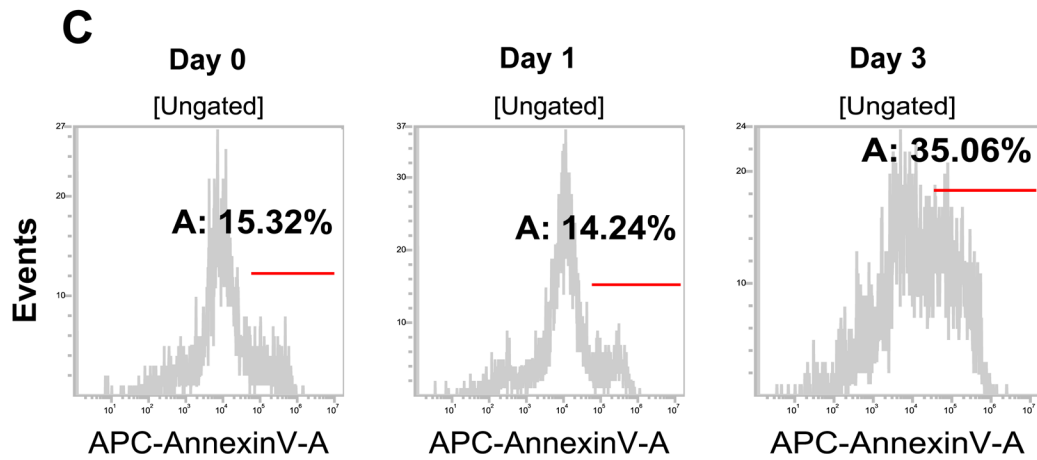 C
Day 0
Day 1
Day 3
[Ungated]
[Ungated]
[Ungated]
Events
27
20
10
A: 15.32%
10¹ 10² 10³ 10⁴ 10⁵ 10⁶ 10⁷
APC-AnnexinV-A
37
30
20
10
A: 14.24%
10¹ 10² 10³ 10⁴ 10⁵ 10⁶ 10⁷
APC-AnnexinV-A
24
20
10
A: 35.06%
10¹ 10² 10³ 10⁴ 10⁵ 10⁶ 10⁷
APC-AnnexinV-A